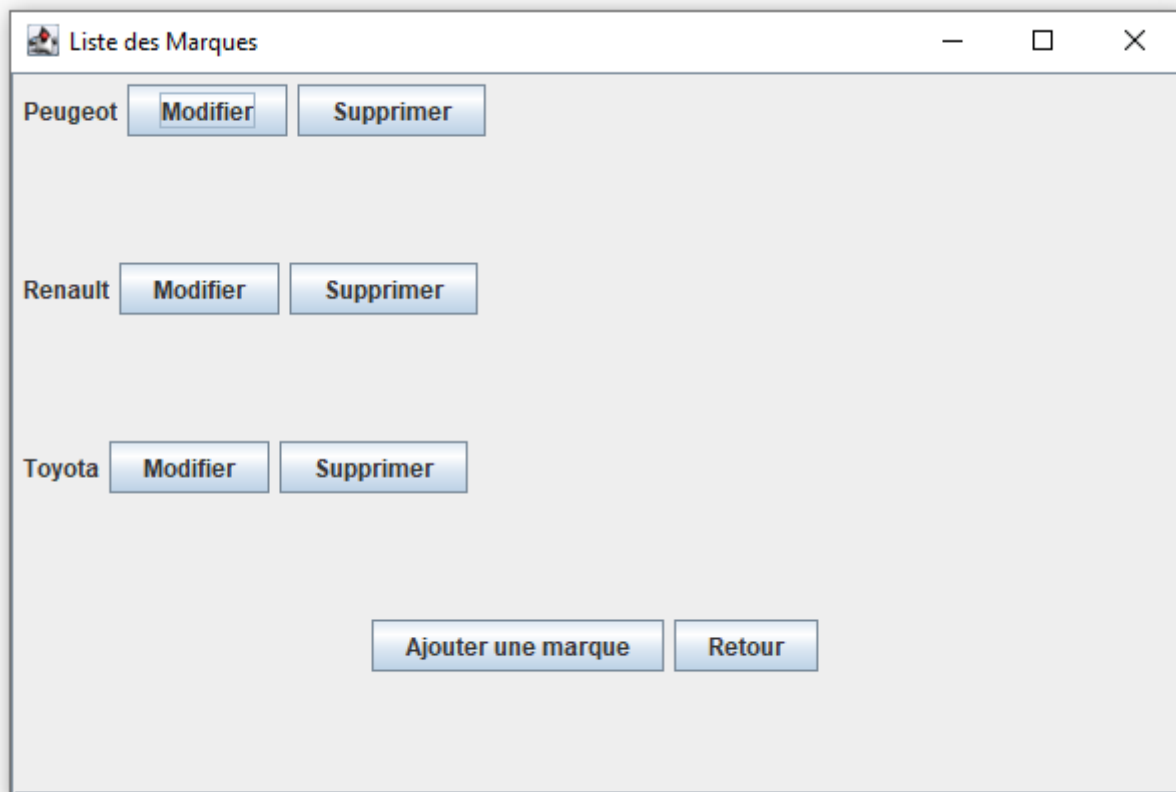 Liste des Marques
Peugeot Modifier Supprimer
Renault Modifier Supprimer
Toyota Modifier Supprimer
Ajouter une marque Retour